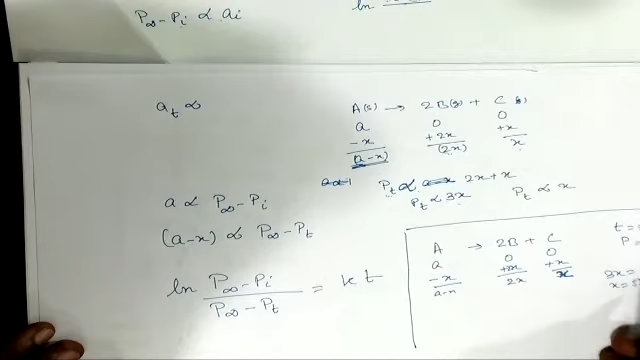 P∞ - Pi ∝ ai
ln
at ∝
A(s) → 2B(g) + C (g)
a 0 0
-x +2x +x
(a-x) (2x) x
Pt ∝ 2x+x
Pt ∝ 3x
Pt ∝ x
a ∝ P∞ - Pi
(a-x) ∝ P∞ - Pt
ln P∞ - Pi / P∞ - Pt = kt
A → 2B + C
a 0 0
-x +2x +x
a-x 2x x
t=
P=
3x=